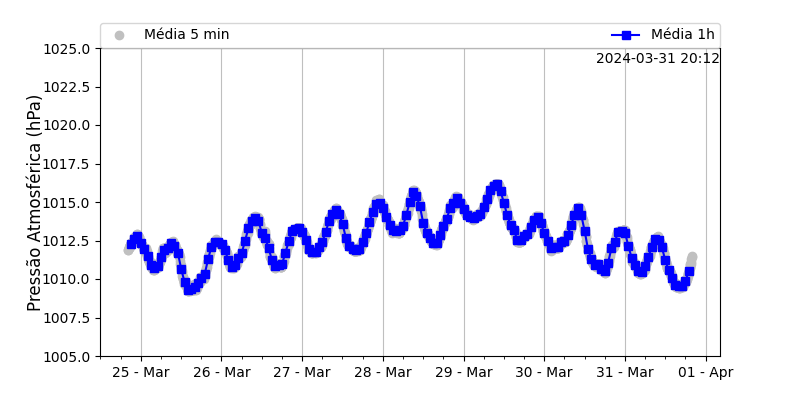 Média 5 min
Média 1h
2024-03-31 20:12
Pressão Atmosférica (hPa)
1025.0
1022.5
1020.0
1017.5
1015.0
1012.5
1010.0
1007.5
1005.0
25 - Mar
26 - Mar
27 - Mar
28 - Mar
29 - Mar
30 - Mar
31 - Mar
01 - Apr